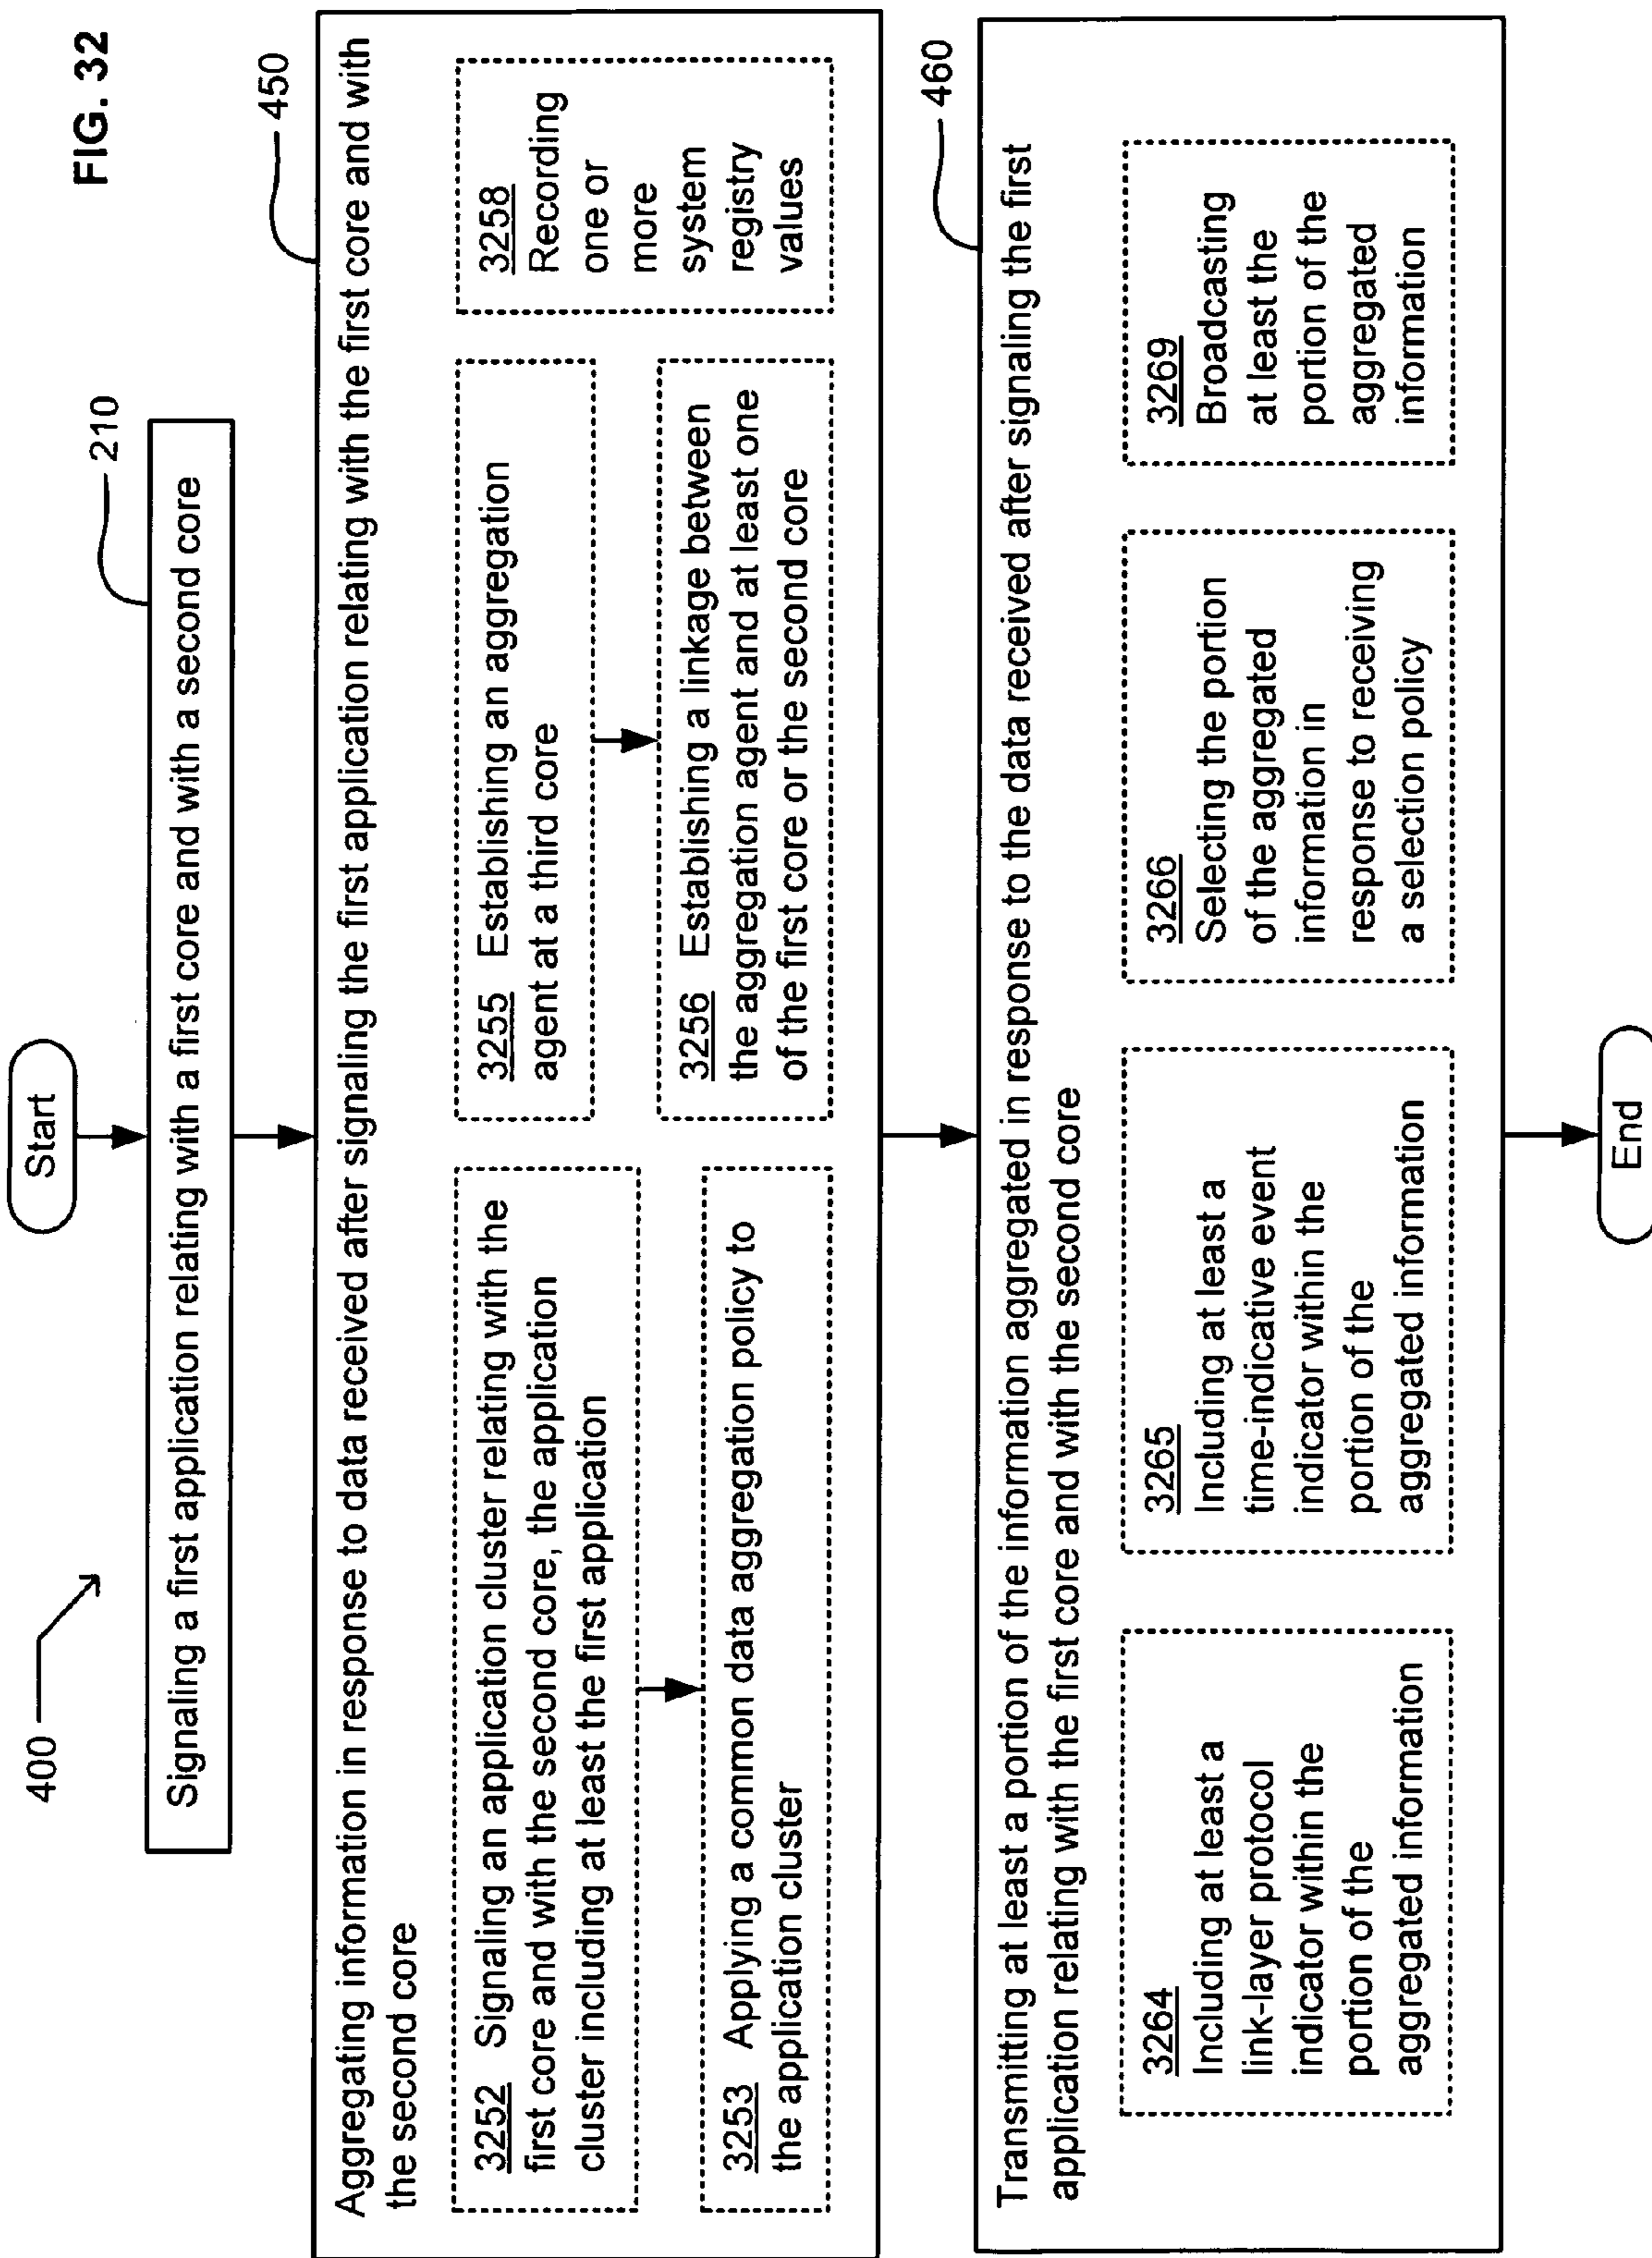 FIG. 32
400
Start
210
Signaling a first application relating with a first core and with a second core
450
Aggregating information in response to data received after signaling the first application relating with the first core and with
the second core
3252 Signaling an application cluster relating with the
first core and with the second core, the application
cluster including at least the first application
3253 Applying a common data aggregation policy to
the application cluster
3255 Establishing an aggregation
agent at a third core
3256 Establishing a linkage between
the aggregation agent and at least one
of the first core or the second core
3258
Recording
one or
more
system
registry
values
460
Transmitting at least a portion of the information aggregated in response to the data received after signaling the first
application relating with the first core and with the second core
3264
Including at least a
link-layer protocol
indicator within the
portion of the
aggregated information
3265
Including at least a
time-indicative event
indicator within the
portion of the
aggregated information
3266
Selecting the portion
of the aggregated
information in
response to receiving
a selection policy
3269
Broadcasting
at least the
portion of the
aggregated
information
End